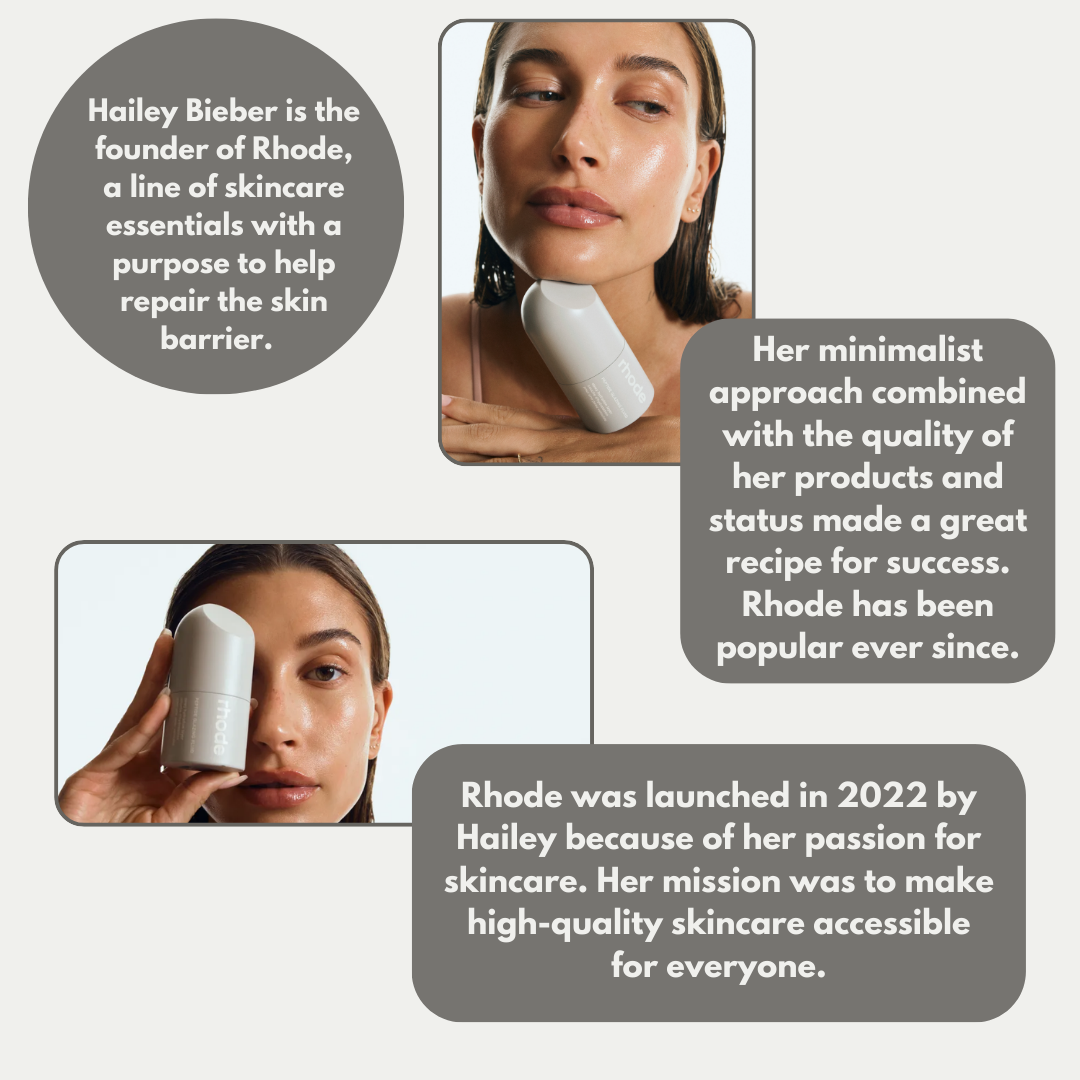 Hailey Bieber is the
founder of Rhode,
a line of skincare
essentials with a
purpose to help
repair the skin
barrier.
rhode
Her minimalist
approach combined
with the quality of
her products and
status made a great
recipe for success.
Rhode has been
popular ever since.
rhode
Rhode was launched in 2022 by
Hailey because of her passion for
skincare. Her mission was to make
high-quality skincare accessible
for everyone.